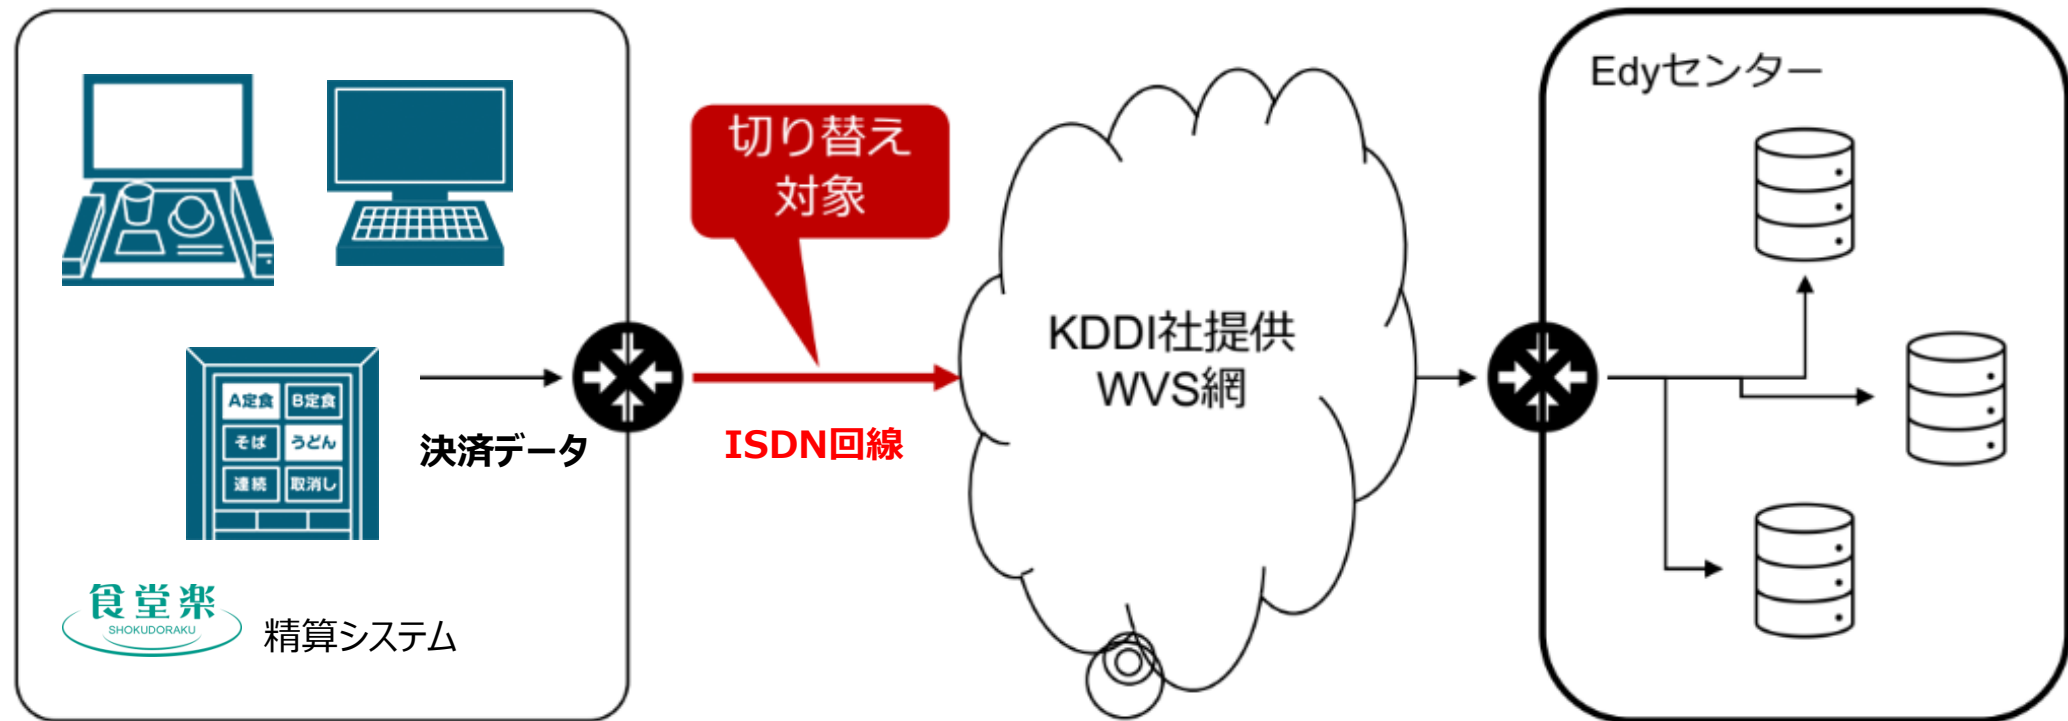 A定食 B定食
そば うどん
連続 取消し
食堂楽
SHOKUDORAKU
精算システム
決済データ
切り替え
対象
ISDN回線
KDDI社提供
WVS網
Edyセンター